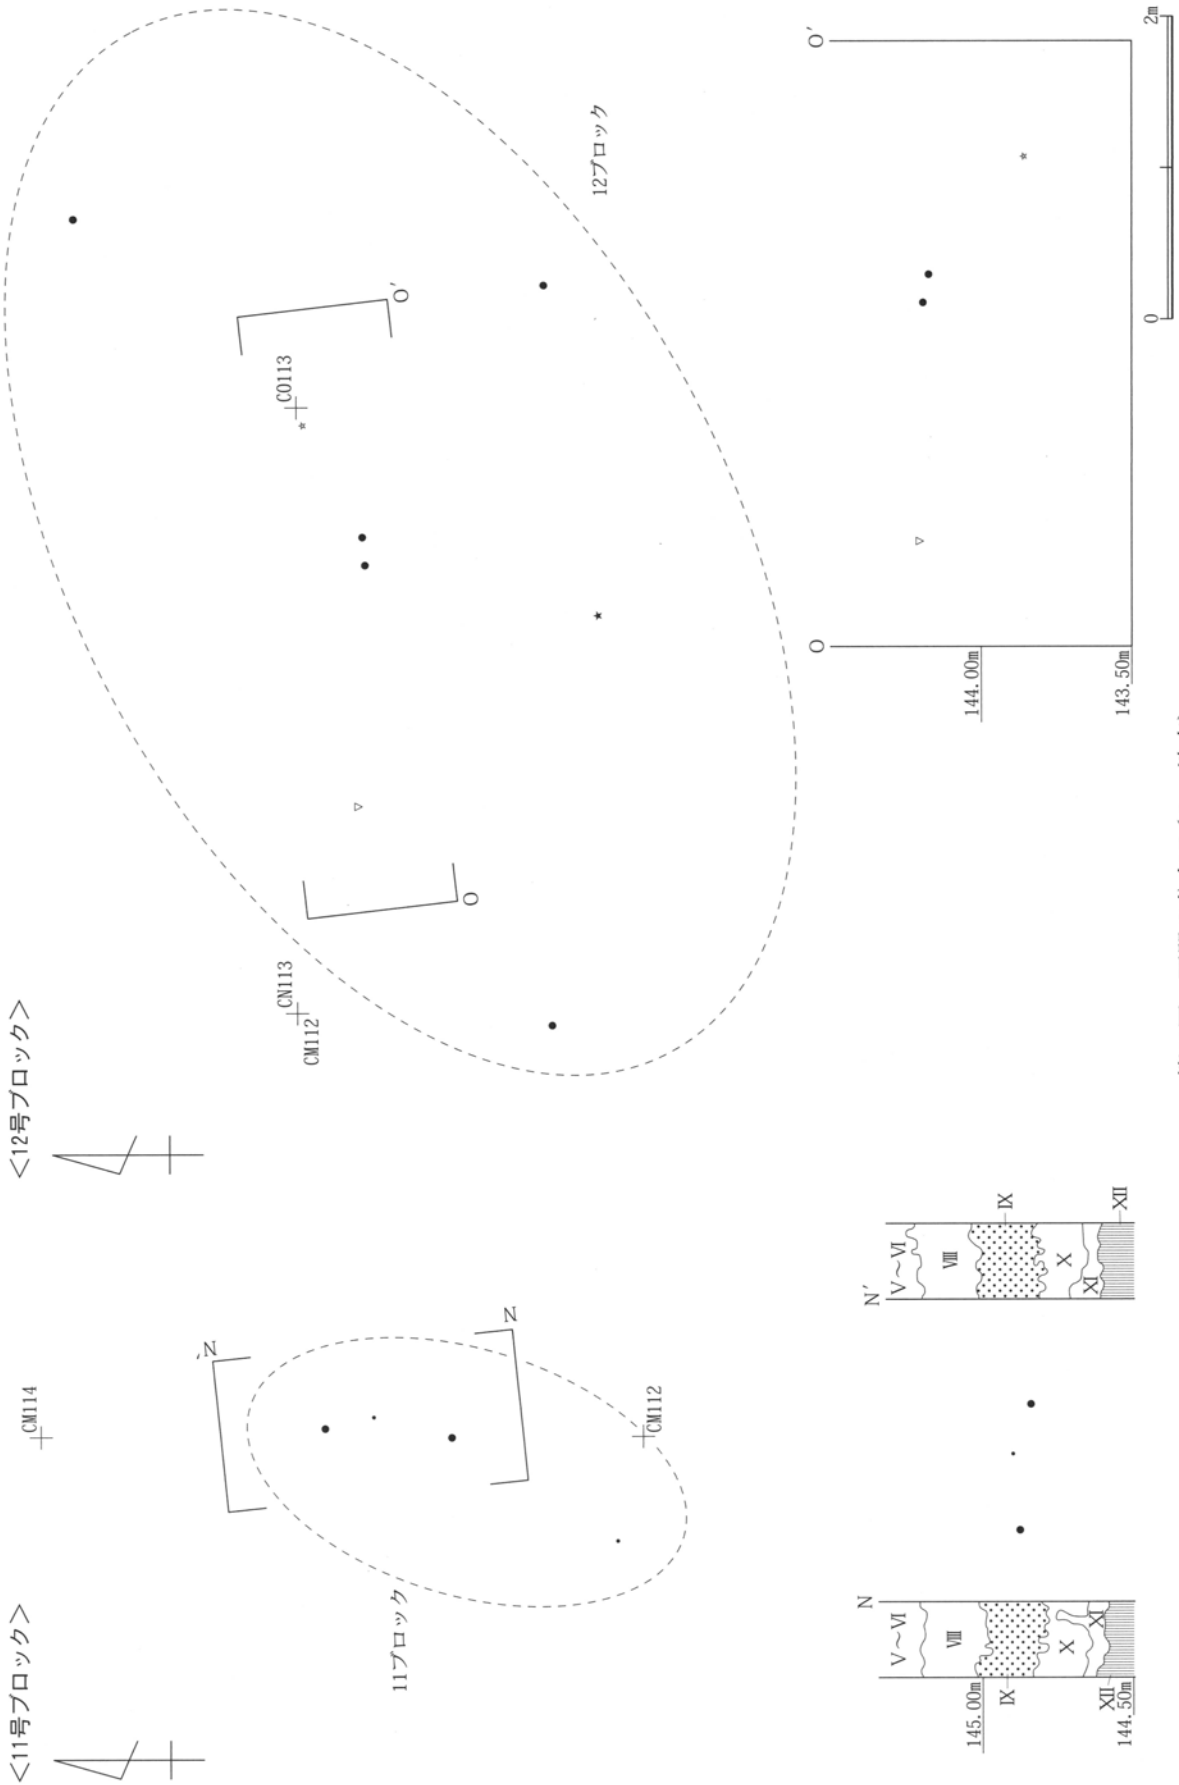 <11号ブロック>
CM114
N'
N
CM112
11ブロック
<12号ブロック>
CN113
CM112
CO113
O
O'
12ブロック
N
N'
V～VI
VIII
IX
X
XI
XII
145.00m
144.50m
V～VI
VIII
IX
X
XI
XII
O
O'
144.00m
143.50m
0
2m